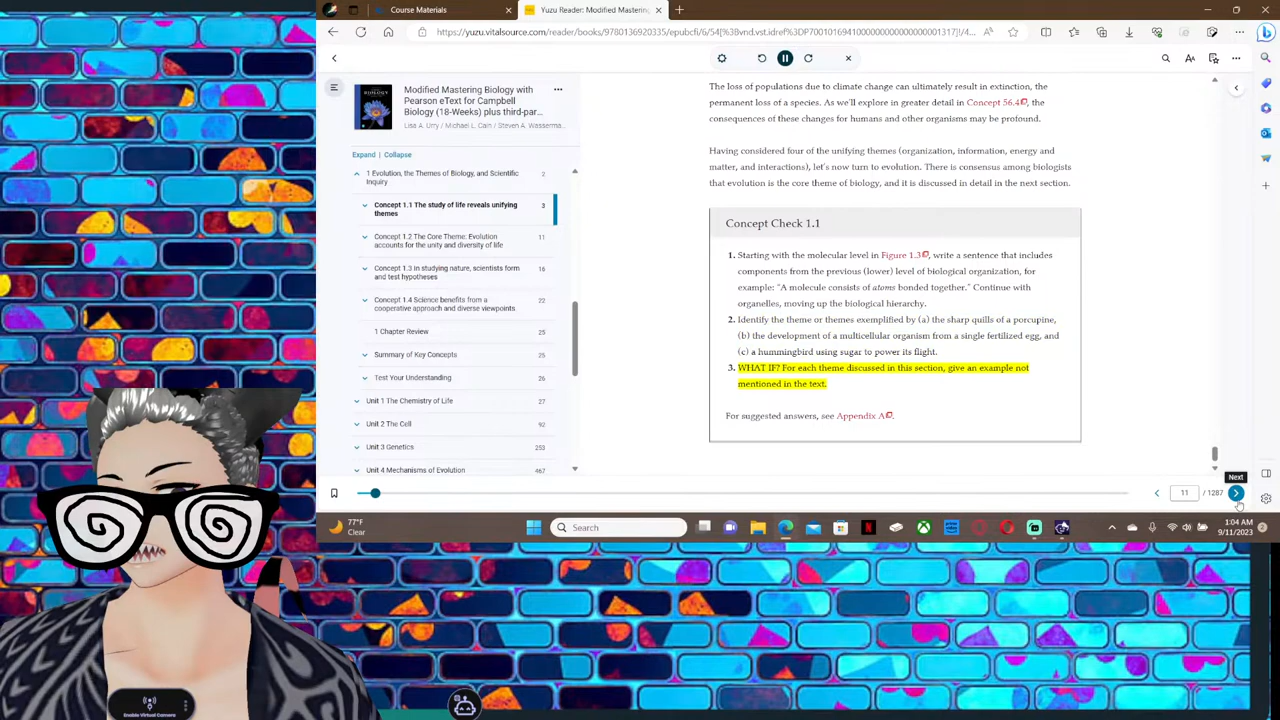 Course Materials
Yuzu Reader: Modified Mastering
https://yuzu.vitalsource.com/reader/books/9780136920335/epubcfi/6/54[%3Bvnd.vst.idref%3DP7001016941000000000000000001317]!/4...
Modified Mastering Biology with
Pearson eText for Campbell
Biology (18-Weeks) plus third-par...
Lisa A. Urry / Michael L. Cain / Steven A. Wasserma...
Expand | Collapse
1 Evolution, the Themes of Biology, and Scientific
Inquiry
2
Concept 1.1 The study of life reveals unifying
themes
3
Concept 1.2 The Core Theme: Evolution
accounts for the unity and diversity of life
11
Concept 1.3 In studying nature, scientists form
and test hypotheses
16
Concept 1.4 Science benefits from a
cooperative approach and diverse viewpoints
22
1 Chapter Review 25
Summary of Key Concepts 25
Test Your Understanding 26
Unit 1 The Chemistry of Life 27
Unit 2 The Cell 92
Unit 3 Genetics 253
Unit 4 Mechanisms of Evolution 467
The loss of populations due to climate change can ultimately result in extinction, the
permanent loss of a species. As we'll explore in greater detail in Concept 56.4, the
consequences of these changes for humans and other organisms may be profound.
Having considered four of the unifying themes (organization, information, energy and
matter, and interactions), let's now turn to evolution. There is consensus among biologists
that evolution is the core theme of biology, and it is discussed in detail in the next section.
Concept Check 1.1
1. Starting with the molecular level in Figure 1.3, write a sentence that includes
components from the previous (lower) level of biological organization, for
example: "A molecule consists of atoms bonded together." Continue with
organelles, moving up the biological hierarchy.
2. Identify the theme or themes exemplified by (a) the sharp quills of a porcupine,
(b) the development of a multicellular organism from a single fertilized egg, and
(c) a hummingbird using sugar to power its flight.
3. WHAT IF? For each theme discussed in this section, give an example not
mentioned in the text.
For suggested answers, see Appendix A.
Next
11 / 1287
77°F
Clear
Search
1:04 AM
9/11/2023
Enable Virtual Camera